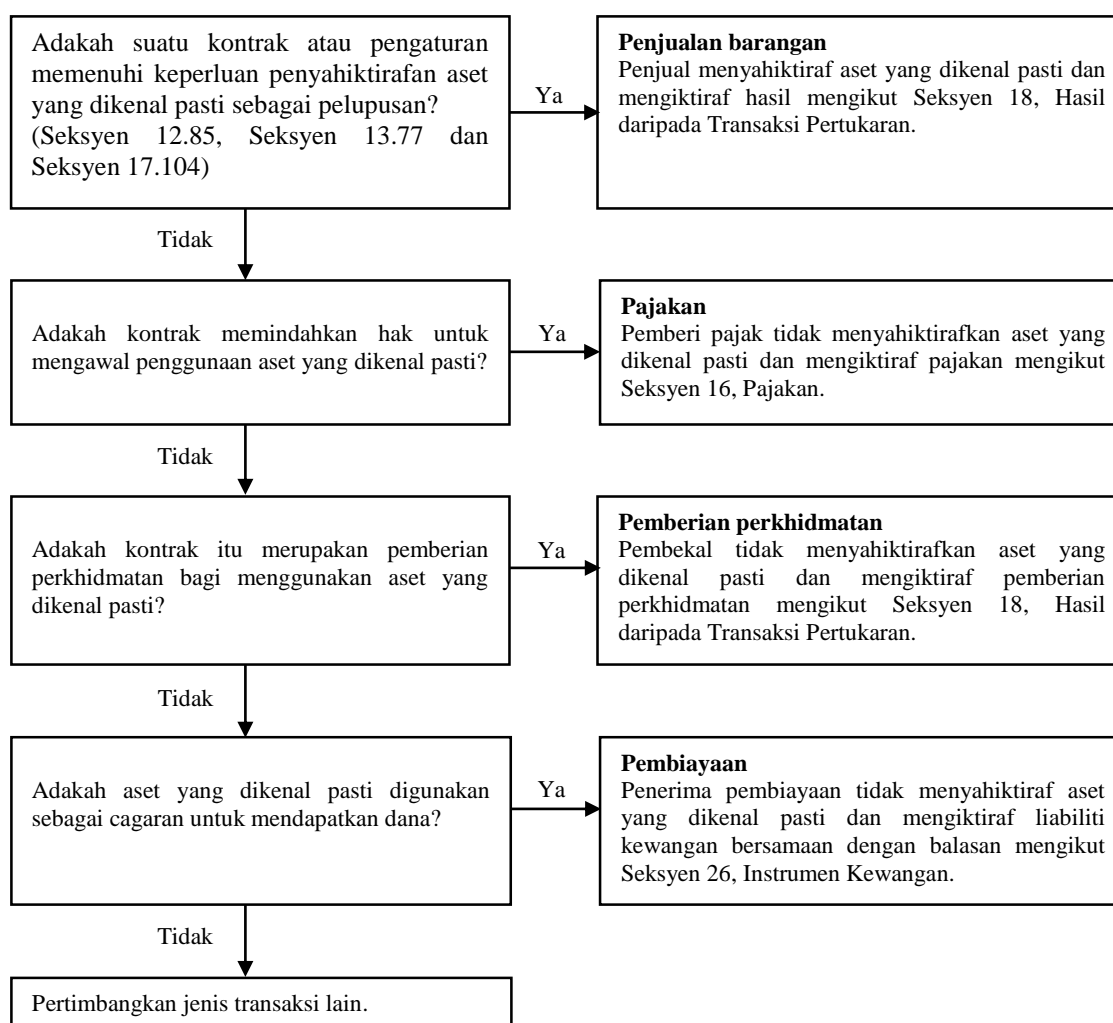 Adakah suatu kontrak atau pengaturan
memenuhi keperluan penyahiktirafan aset
yang dikenal pasti sebagai pelupusan?
(Seksyen 12.85, Seksyen 13.77 dan
Seksyen 17.104)
Ya
Penjualan barangan
Penjual menyahiktiraf aset yang dikenal pasti dan
mengiktiraf hasil mengikut Seksyen 18, Hasil
daripada Transaksi Pertukaran.
Tidak
Adakah kontrak memindahkan hak untuk
mengawal penggunaan aset yang dikenal pasti?
Ya
Pajakan
Pemberi pajak tidak menyahiktirafkan aset yang
dikenal pasti dan mengiktiraf pajakan mengikut
Seksyen 16, Pajakan.
Tidak
Adakah kontrak itu merupakan pemberian
perkhidmatan bagi menggunakan aset yang
dikenal pasti?
Ya
Pemberian perkhidmatan
Pembekal tidak menyahiktirafkan aset yang
dikenal pasti dan mengiktiraf pemberian
perkhidmatan mengikut Seksyen 18, Hasil
daripada Transaksi Pertukaran.
Tidak
Adakah aset yang dikenal pasti digunakan
sebagai cagaran untuk mendapatkan dana?
Ya
Pembiayaan
Penerima pembiayaan tidak menyahiktiraf aset
yang dikenal pasti dan mengiktiraf liabiliti
kewangan bersamaan dengan balasan mengikut
Seksyen 26, Instrumen Kewangan.
Tidak
Pertimbangkan jenis transaksi lain.